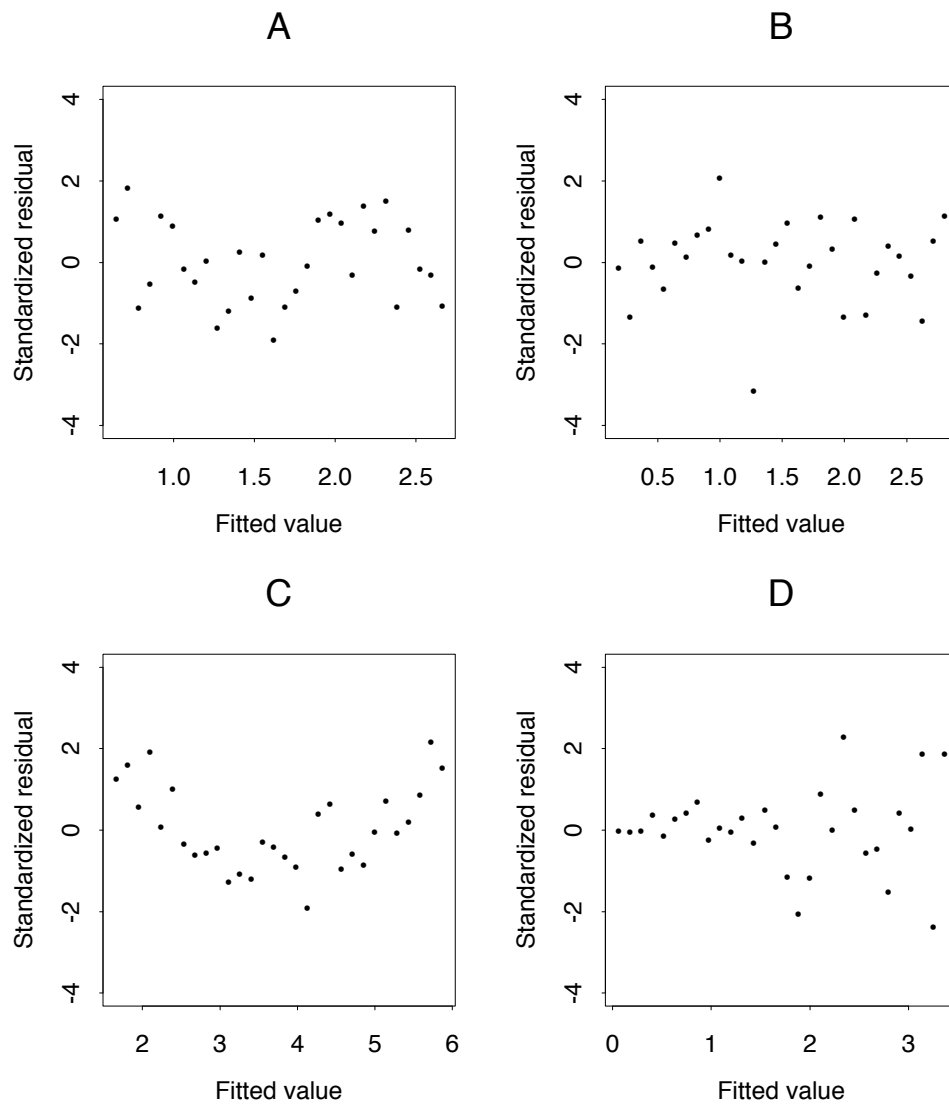 A
B
Standardized residual
4
2
0
-2
-4
1.0 1.5 2.0 2.5
Fitted value
Standardized residual
4
2
0
-2
-4
0.5 1.0 1.5 2.0 2.5
Fitted value
C
D
Standardized residual
4
2
0
-2
-4
2 3 4 5 6
Fitted value
Standardized residual
4
2
0
-2
-4
0 1 2 3
Fitted value